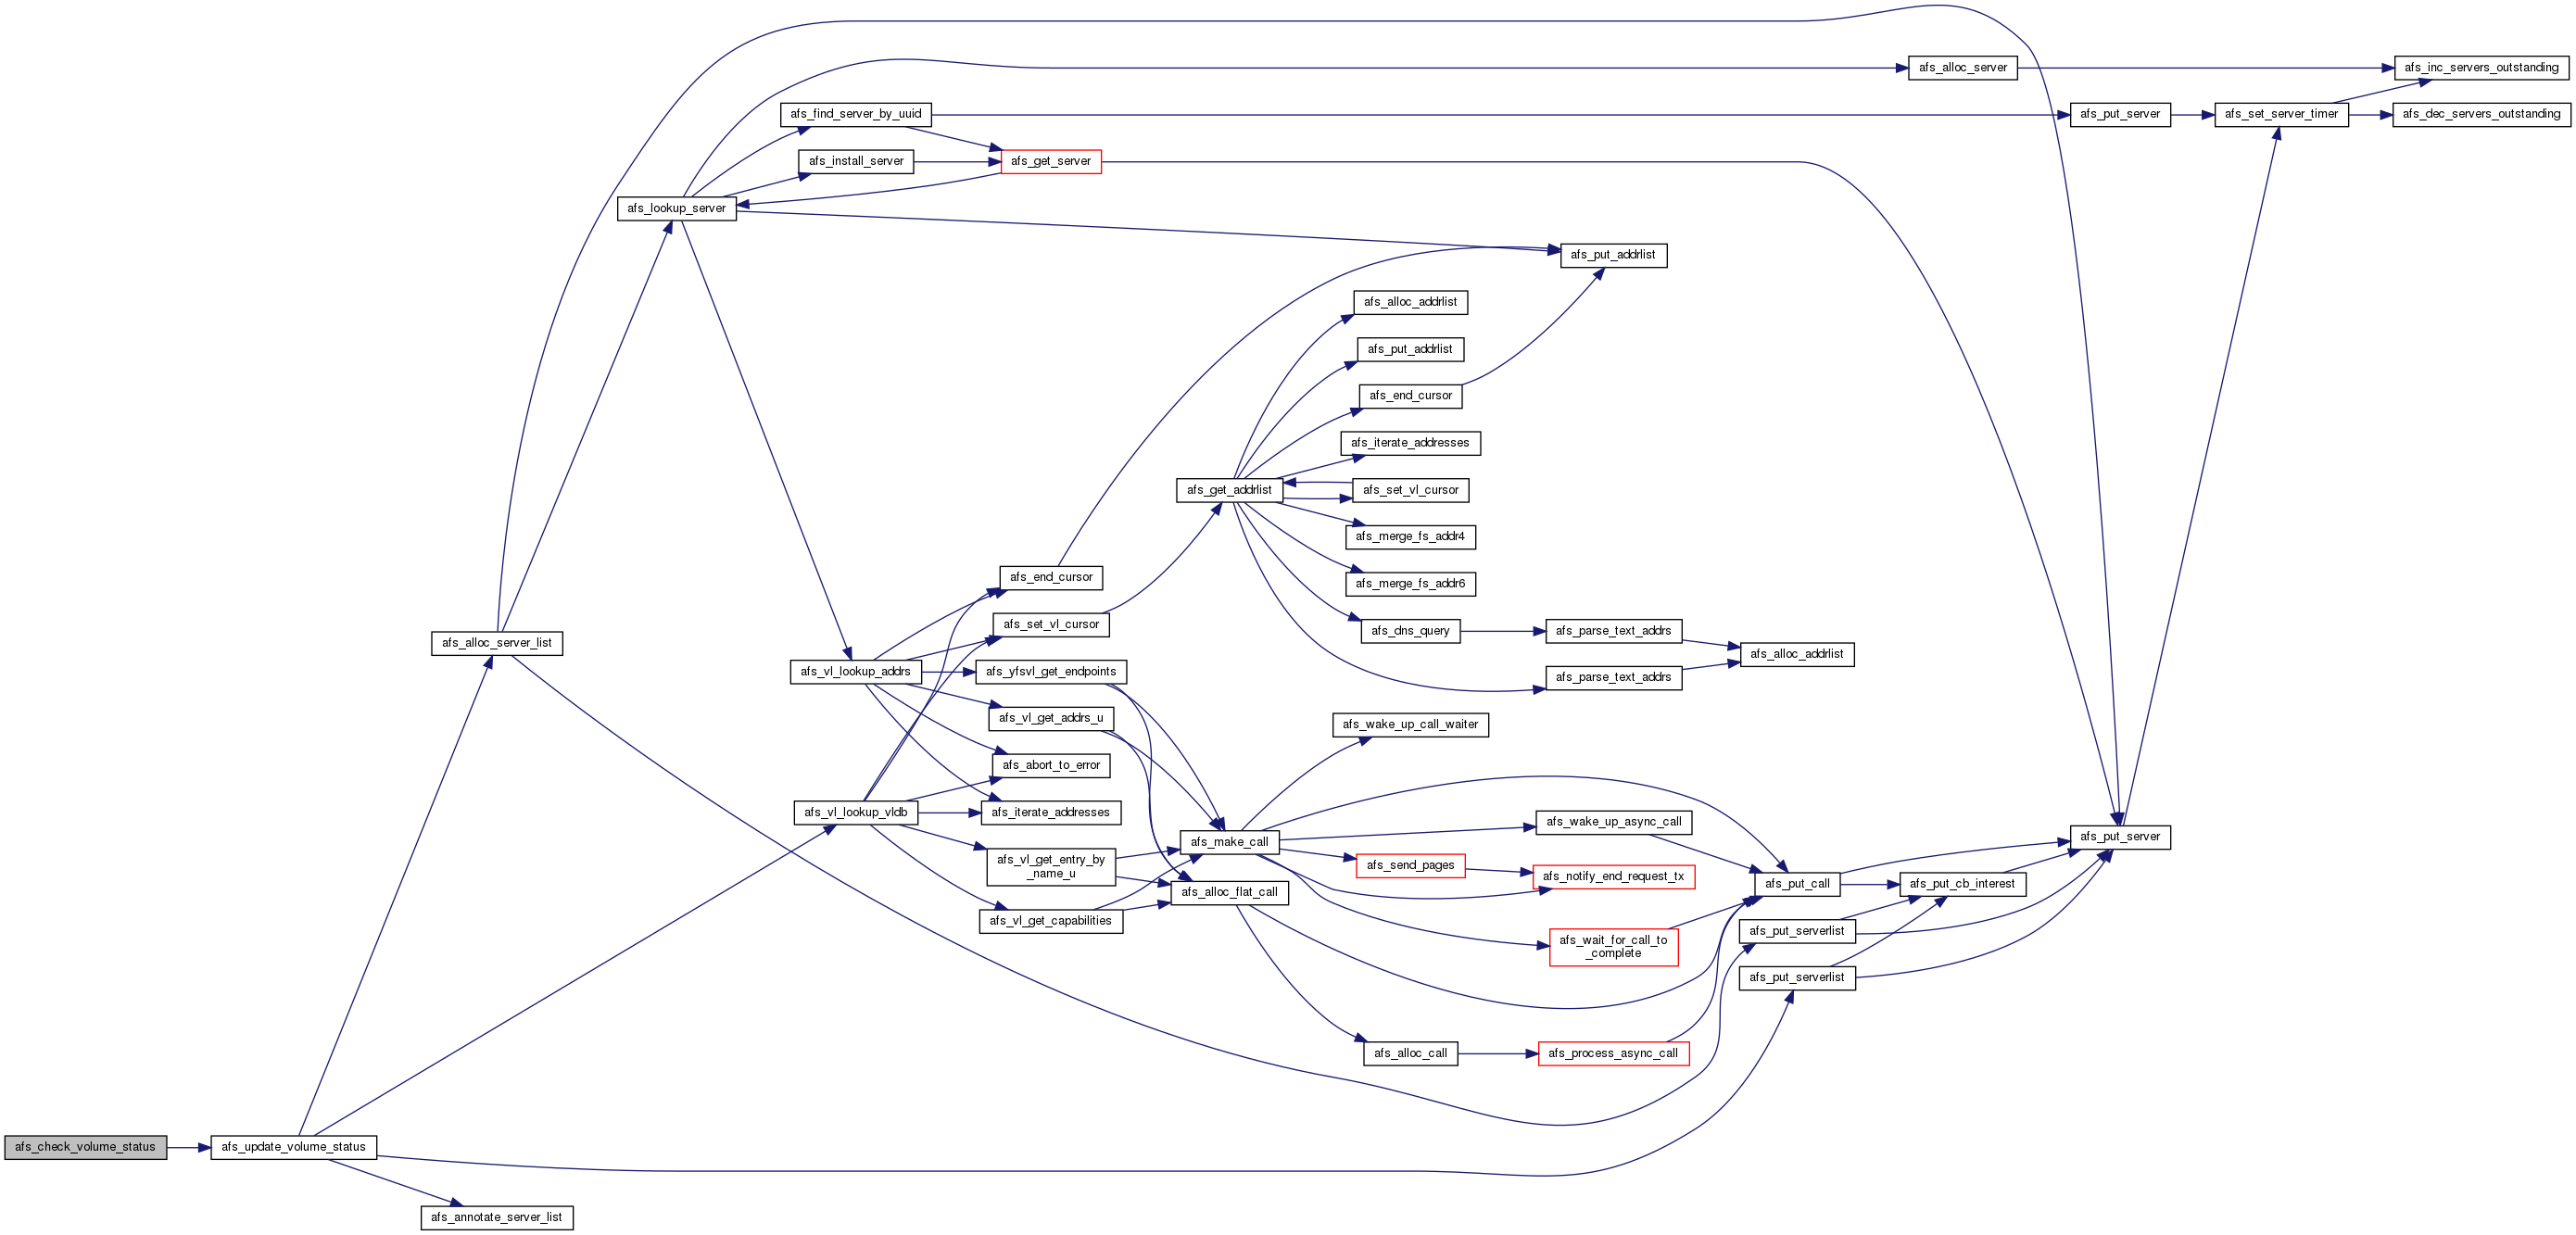 afs_alloc_server
afs_inc_servers_outstanding
afs_find_server_by_uuid
afs_put_server
afs_set_server_timer
afs_dec_servers_outstanding
afs_install_server
afs_get_server
afs_lookup_server
afs_put_addrlist
afs_alloc_addrlist
afs_put_addrlist
afs_end_cursor
afs_iterate_addresses
afs_get_addrlist
afs_set_vl_cursor
afs_merge_fs_addr4
afs_end_cursor
afs_merge_fs_addr6
afs_set_vl_cursor
afs_dns_query
afs_parse_text_addrs
afs_alloc_server_list
afs_alloc_addrlist
afs_vl_lookup_addrs
afs_yfsvl_get_endpoints
afs_parse_text_addrs
afs_vl_get_addrs_u
afs_wake_up_call_waiter
afs_abort_to_error
afs_vl_lookup_vldb
afs_iterate_addresses
afs_wake_up_async_call
afs_make_call
afs_put_server
afs_vl_get_entry_by
_name_u
afs_send_pages
afs_notify_end_request_tx
afs_put_call
afs_put_cb_interest
afs_alloc_flat_call
afs_vl_get_capabilities
afs_put_serverlist
afs_wait_for_call_to
_complete
afs_put_serverlist
afs_alloc_call
afs_process_async_call
afs_check_volume_status
afs_update_volume_status
afs_annotate_server_list